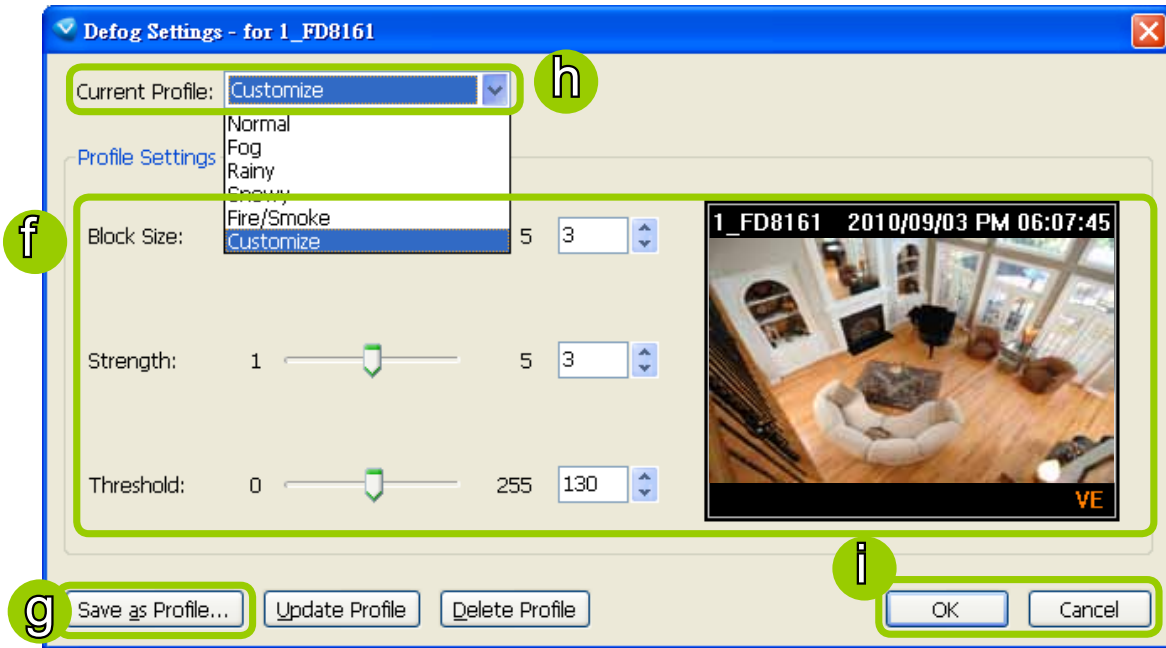 Defog Settings - for 1_FD8161
Current Profile: Customize
h
Normal
Fog
Profile Settings
Rainy
Snowy
Fire/Smoke
Customize
f
Block Size: 5 3
1_FD8161 2010/09/03 PM 06:07:45
Strength: 1 5 3
Threshold: 0 255 130
VE
i
g
Save as Profile... Update Profile Delete Profile OK Cancel